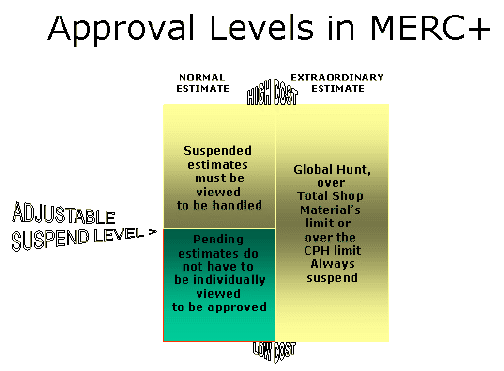 Approval Levels in MERC+
NORMAL
ESTIMATE
HIGH COST
EXTRAORDINARY
ESTIMATE
Suspended
estimates
must be
viewed
to be handled
Global Hunt,
over
Total Shop
Material's
limit or
over the
CPH limit
Always
suspend
ADJUSTABLE
SUSPEND LEVEL >
Pending
estimates do
not have to
be individually
viewed
to be approved
LOW COST